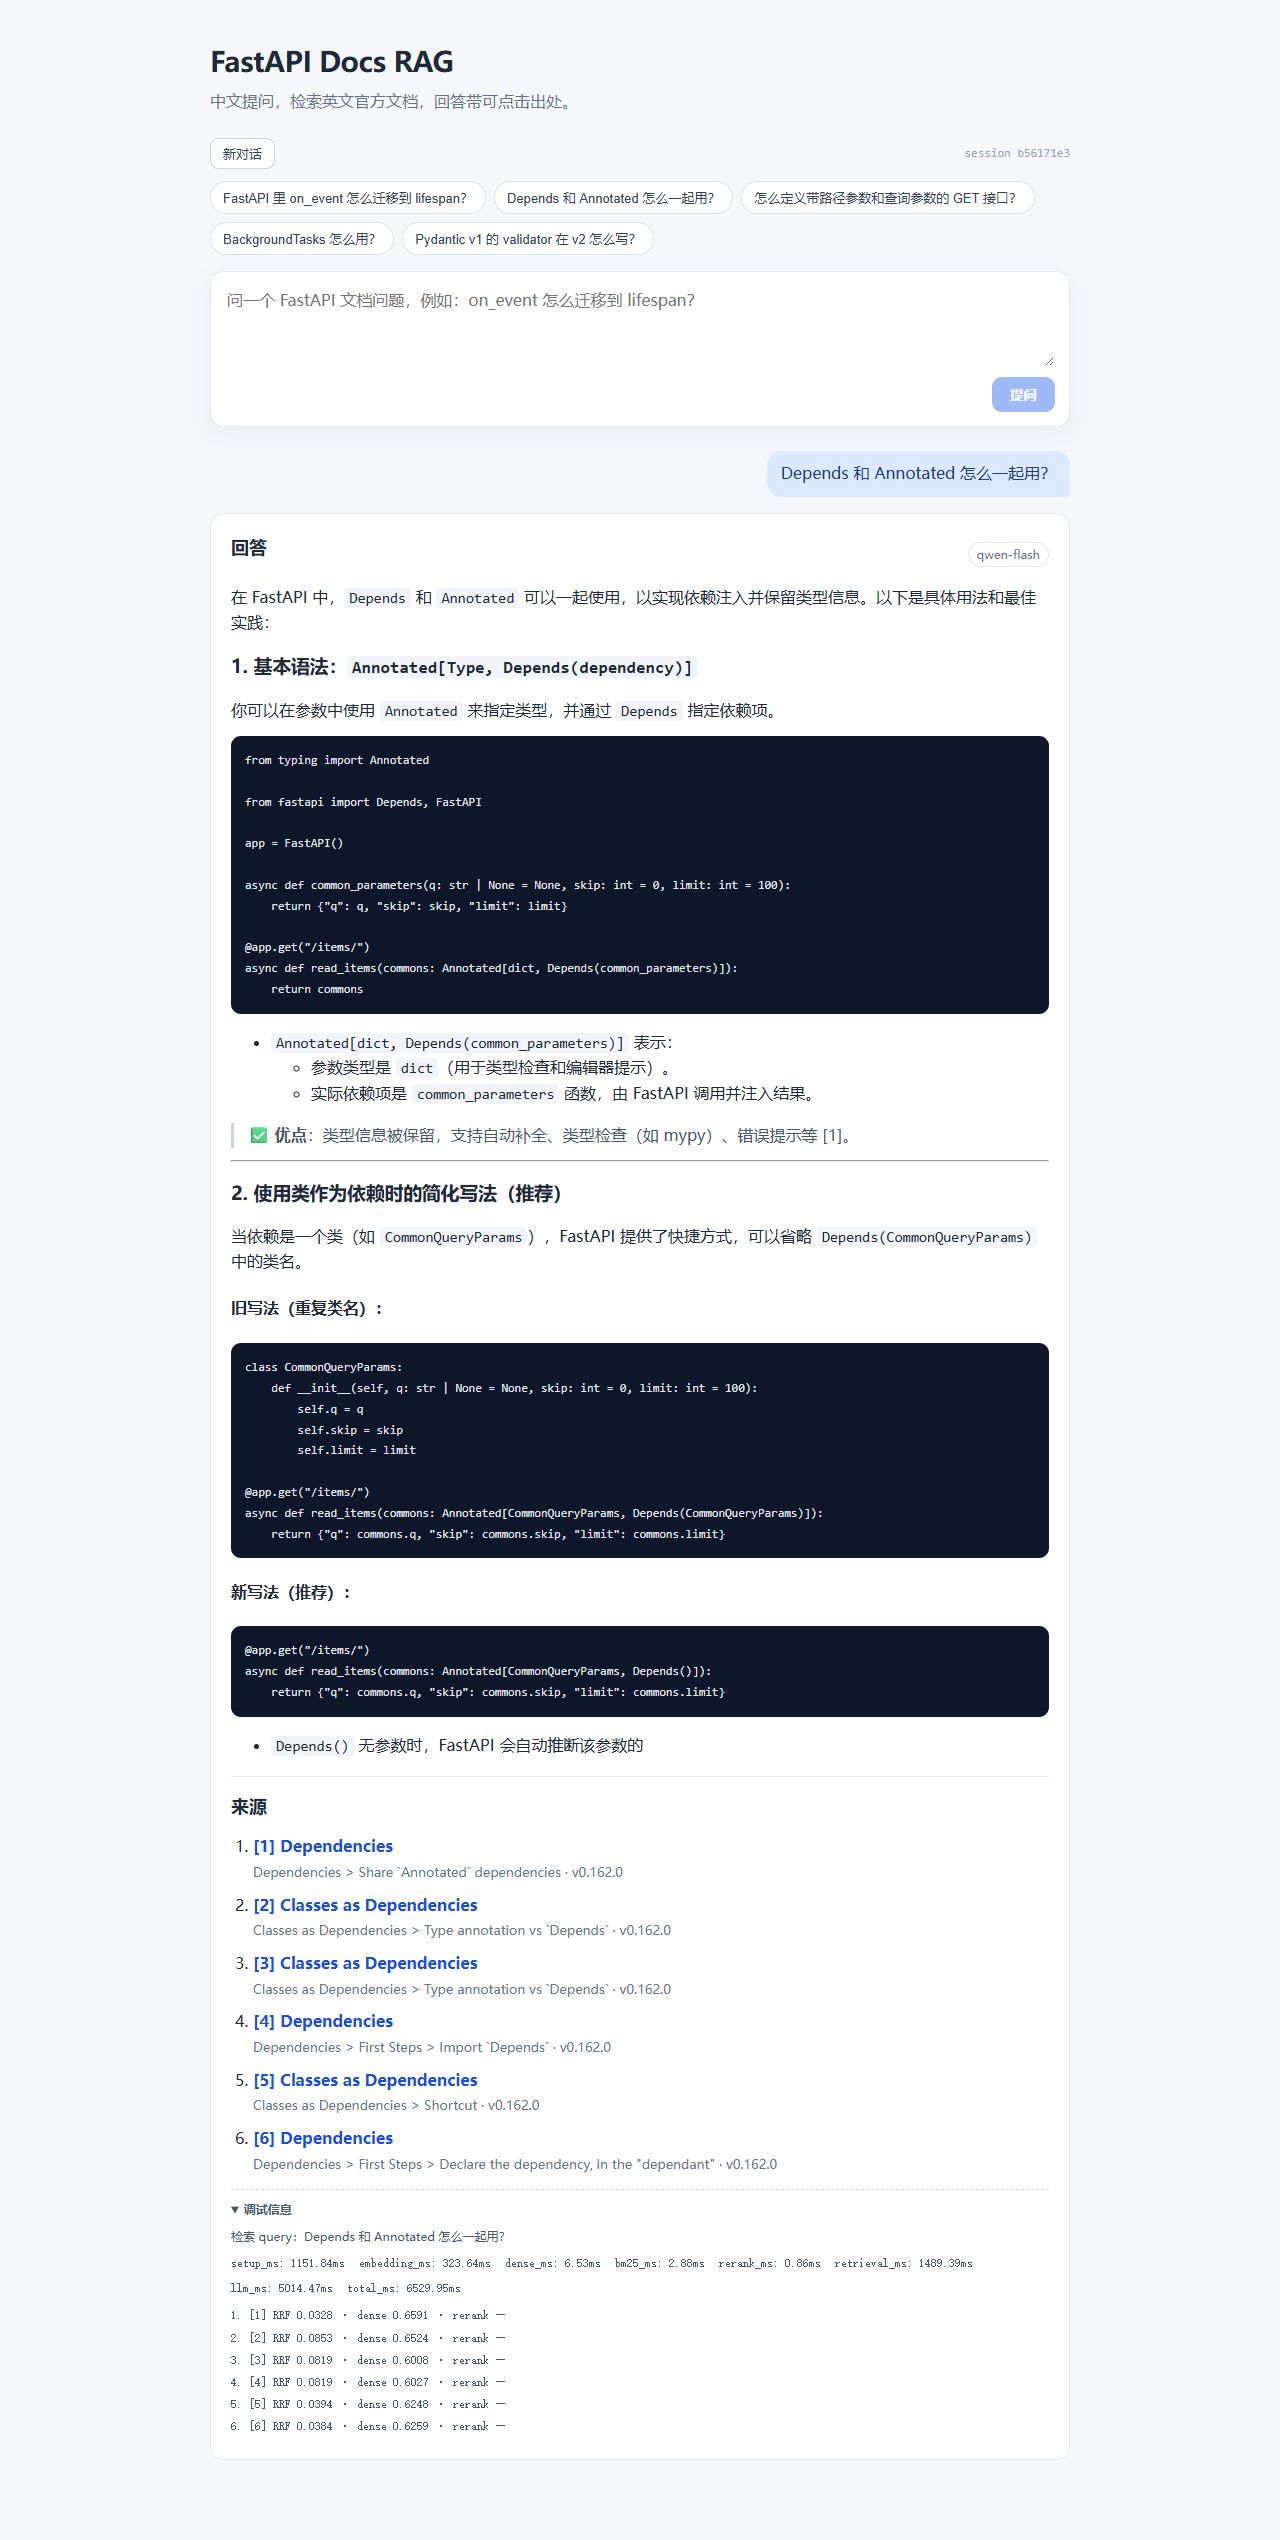 FastAPI Docs RAG
中文提问，检索英文官方文档，回答带可点击出处。
新对话
session b56171e3
FastAPI 里 on_event 怎么迁移到 lifespan?
Depends 和 Annotated 怎么一起用?
怎么定义带路径参数和查询参数的 GET 接口?
BackgroundTasks 怎么用?
Pydantic v1 的 validator 在 v2 怎么写?
问一个 FastAPI 文档问题，例如：on_event 怎么迁移到 lifespan?
提问
Depends 和 Annotated 怎么一起用?
回答
qwen-flash
在 FastAPI 中，Depends 和 Annotated 可以一起使用，以实现依赖注入并保留类型信息。以下是具体用法和最佳
实践：
1. 基本语法：Annotated[Type, Depends(dependency)]
你可以在参数中使用 Annotated 来指定类型，并通过 Depends 指定依赖项。
from typing import Annotated
from fastapi import Depends, FastAPI
app = FastAPI()
async def common_parameters(q: str | None = None, skip: int = 0, limit: int = 100):
    return {"q": q, "skip": skip, "limit": limit}
@app.get("/items/")
async def read_items(commons: Annotated[dict, Depends(common_parameters)]):
    return commons
• Annotated[dict, Depends(common_parameters)] 表示：
◦ 参数类型是 dict（用于类型检查和编辑器提示）。
◦ 实际依赖项是 common_parameters 函数，由 FastAPI 调用并注入结果。
✅ 优点：类型信息被保留，支持自动补全、类型检查（如 mypy）、错误提示等 [1]。
2. 使用类作为依赖时的简化写法（推荐）
当依赖是一个类（如 CommonQueryParams），FastAPI 提供了快捷方式，可以省略 Depends(CommonQueryParams)
中的类名。
旧写法（重复类名）：
class CommonQueryParams:
    def __init__(self, q: str | None = None, skip: int = 0, limit: int = 100):
        self.q = q
        self.skip = skip
        self.limit = limit
@app.get("/items/")
async def read_items(commons: Annotated[CommonQueryParams, Depends(CommonQueryParams)]):
    return {"q": commons.q, "skip": commons.skip, "limit": commons.limit}
新写法（推荐）：
@app.get("/items/")
async def read_items(commons: Annotated[CommonQueryParams, Depends()]):
    return {"q": commons.q, "skip": commons.skip, "limit": commons.limit}
• Depends() 无参数时，FastAPI 会自动推断该参数的
来源
1. [1] Dependencies
Dependencies > Share `Annotated` dependencies · v0.162.0
2. [2] Classes as Dependencies
Classes as Dependencies > Type annotation vs `Depends` · v0.162.0
3. [3] Classes as Dependencies
Classes as Dependencies > Type annotation vs `Depends` · v0.162.0
4. [4] Dependencies
Dependencies > First Steps > Import `Depends` · v0.162.0
5. [5] Classes as Dependencies
Classes as Dependencies > Shortcut · v0.162.0
6. [6] Dependencies
Dependencies > First Steps > Declare the dependency, in the "dependant" · v0.162.0
▼ 调试信息
检索 query：Depends 和 Annotated 怎么一起用?
setup_ms: 1151.84ms embedding_ms: 323.64ms dense_ms: 6.53ms bm25_ms: 2.88ms rerank_ms: 0.86ms retrieval_ms: 1489.39ms
llm_ms: 5014.47ms total_ms: 6529.95ms
1. [1] RRF 0.0328 · dense 0.6591 · rerank —
2. [2] RRF 0.0853 · dense 0.6524 · rerank —
3. [3] RRF 0.0819 · dense 0.6008 · rerank —
4. [4] RRF 0.0819 · dense 0.6027 · rerank —
5. [5] RRF 0.0394 · dense 0.6248 · rerank —
6. [6] RRF 0.0384 · dense 0.6259 · rerank —